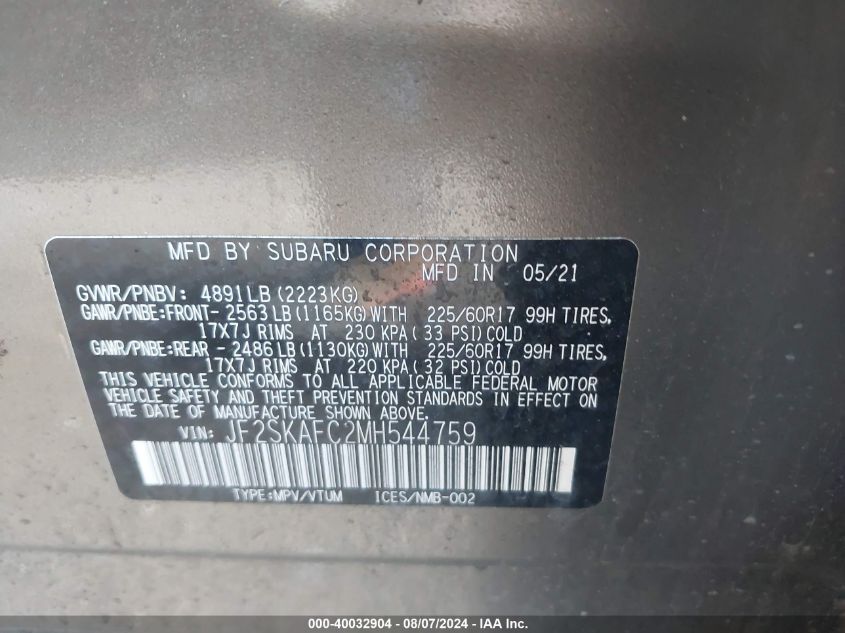 MFD BY SUBARU CORPORATION
MFD IN 05/21
GVWR/PNBV: 4891LB(2223KG)
GAWR/PNBE:FRONT- 2563 LB(1165KG)WITH 225/60R17 99H TIRES,
17X7J RIMS AT 230 KPA( 33 PSI)COLD
GAWR/PNBE:REAR - 2486 LB(1130KG)WITH 225/60R17 99H TIRES,
17X7J RIMS AT 220 KPA( 32 PSI)COLD
THIS VEHICLE CONFORMS TO ALL APPLICABLE FEDERAL MOTOR
VEHICLE SAFETY AND THEFT PREVENTION STANDARDS IN EFFECT ON
THE DATE OF MANUFACTURE SHOWN ABOVE.
VIN: JF2SKAFC2MH544759
TYPE:MPV/VTUM ICES/NMB-002
000-40032904 - 08/07/2024 - IAA Inc.